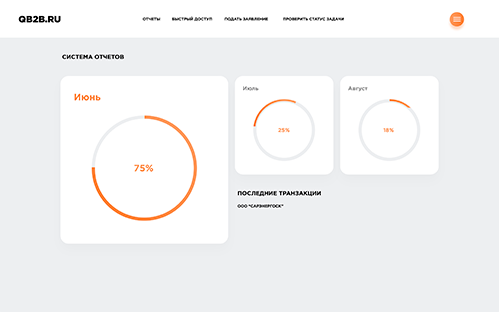 QB2B.RU
ОТЧЕТЫ БЫСТРЫЙ ДОСТУП ПОДАТЬ ЗАЯВЛЕНИЕ ПРОВЕРИТЬ СТАТУС ЗАДАЧИ
СИСТЕМА ОТЧЕТОВ
Июнь
75%
Июль
25%
Август
18%
ПОСЛЕДНИЕ ТРАНЗАКЦИИ
ООО "САРЭНЕРГОСК"